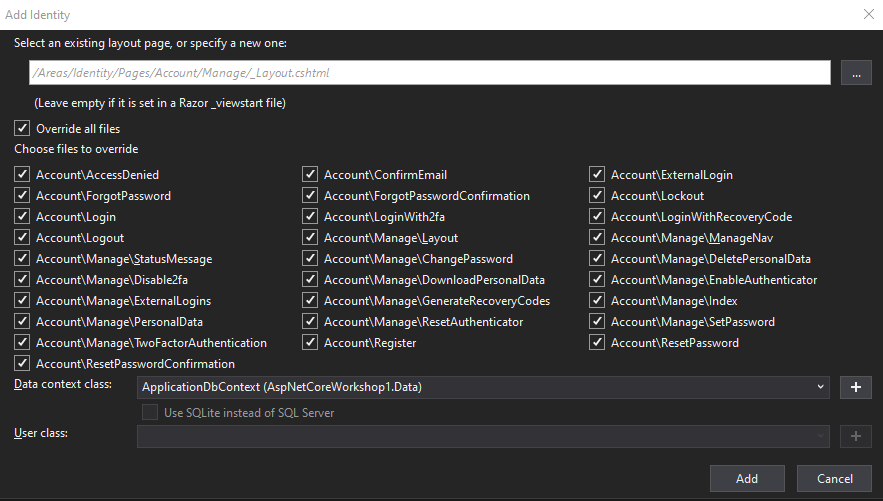 Add Identity
Select an existing layout page, or specify a new one:
/Areas/Identity/Pages/Account/Manage/_Layout.cshtml
...
(Leave empty if it is set in a Razor _viewstart file)
Override all files
Choose files to override
Account\AccessDenied Account\ConfirmEmail Account\ExternalLogin
Account\ForgotPassword Account\ForgotPasswordConfirmation Account\Lockout
Account\Login Account\LoginWith2fa Account\LoginWithRecoveryCode
Account\Logout Account\Manage\Layout Account\Manage\ManageNav
Account\Manage\StatusMessage Account\Manage\ChangePassword Account\Manage\DeletePersonalData
Account\Manage\Disable2fa Account\Manage\DownloadPersonalData Account\Manage\EnableAuthenticator
Account\Manage\ExternalLogins Account\Manage\GenerateRecoveryCodes Account\Manage\Index
Account\Manage\PersonalData Account\Manage\ResetAuthenticator Account\Manage\SetPassword
Account\Manage\TwoFactorAuthentication Account\Register Account\ResetPassword
Account\ResetPasswordConfirmation
Data context class: ApplicationDbContext (AspNetCoreWorkshop1.Data)
Use SQLite instead of SQL Server
User class:
Add Cancel